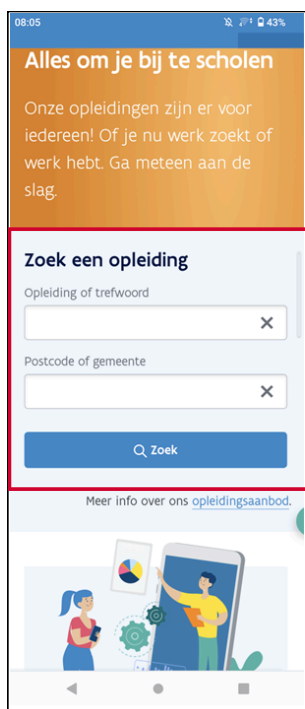 08:05 43%
Alles om je bij te scholen
Onze opleidingen zijn er voor
iedereen! Of je nu werk zoekt of
werk hebt. Ga meteen aan de
slag.
Zoek een opleiding
Opleiding of trefwoord
Postcode of gemeente
Zoek
Meer info over ons opleidingsaanbod.